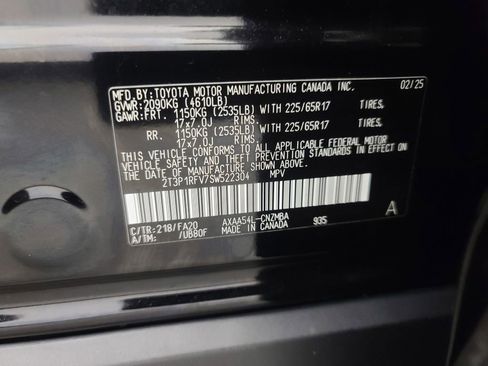 MFD.BY:TOYOTA MOTOR MANUFACTURING CANADA INC. 02/25
GVWR:2090KG (4610LB)
GAWR:FRT. 1150KG (2535LB) WITH 225/65R17 TIRES,
17x7.0J RIMS.
RR. 1150KG (2535LB) WITH 225/65R17 TIRES,
17x7.0J RIMS.
THIS VEHICLE CONFORMS TO ALL APPLICABLE FEDERAL MOTOR
VEHICLE SAFETY AND THEFT PREVENTION STANDARDS IN EFFECT
ON THE DATE OF MANUFACTURE SHOWN ABOVE.
2T3P1RFV7SW522304 MPV
C/TR:218/FA20 AXAA54L-CNZMBA 935 A
A/TM: /UB80F MADE IN CANADA